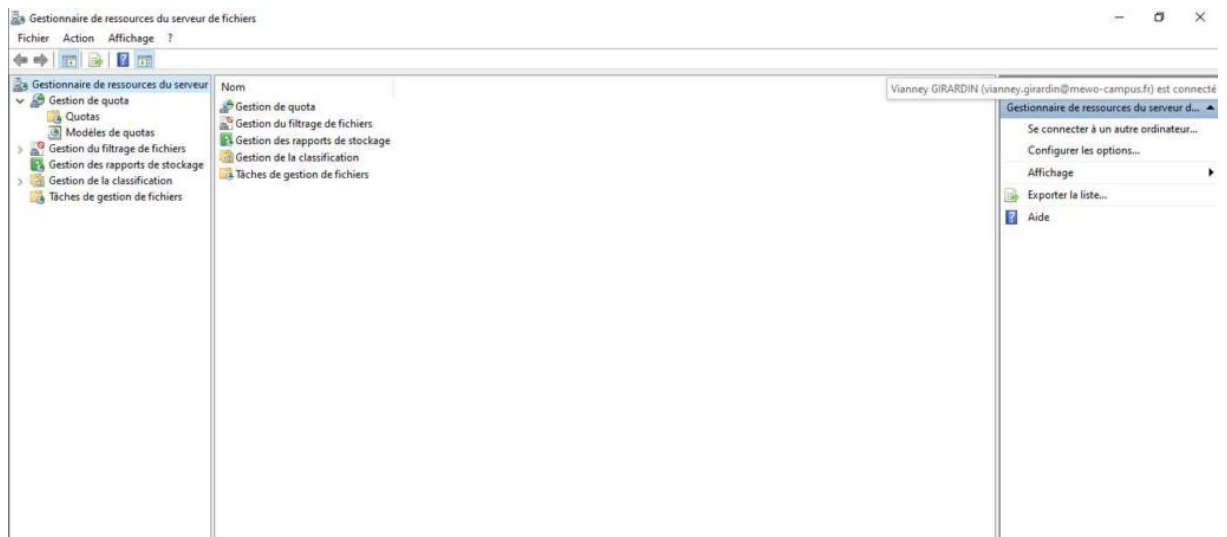 Gestionnaire de ressources du serveur de fichiers
Fichier Action Affichage ?
Gestionnaire de ressources du serveur
Gestion de quota
Quotas
Modèles de quotas
Gestion du filtrage de fichiers
Gestion des rapports de stockage
Gestion de la classification
Tâches de gestion de fichiers
Nom
Gestion de quota
Gestion du filtrage de fichiers
Gestion des rapports de stockage
Gestion de la classification
Tâches de gestion de fichiers
Vianney GIRARDIN (vianney.girardin@mewo-campus.fr) est connecté
Gestionnaire de ressources du serveur d...
Se connecter à un autre ordinateur...
Configurer les options...
Affichage
Exporter la liste...
Aide